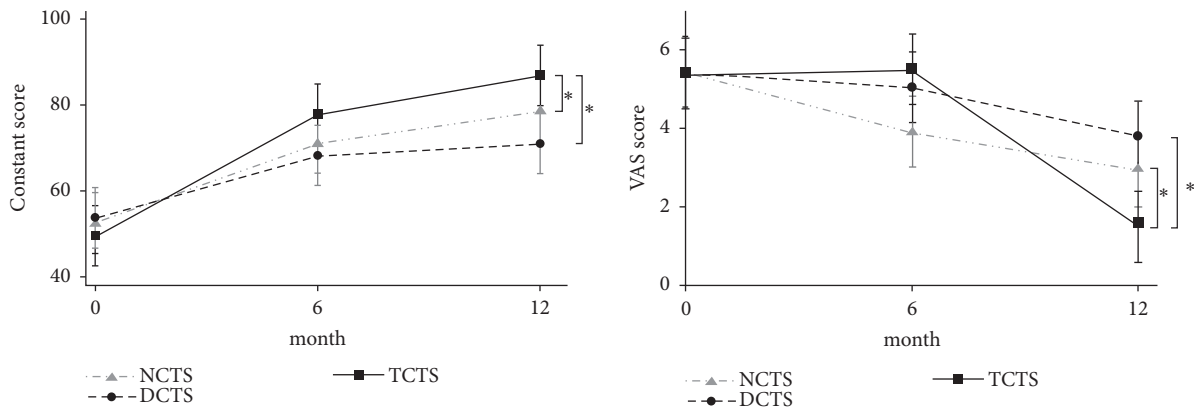 Constant score
100
80
60
40
0
6
12
month
*
*
NCTS
DCTS
TCTS
VAS score
6
4
2
0
0
6
12
month
*
*
NCTS
DCTS
TCTS